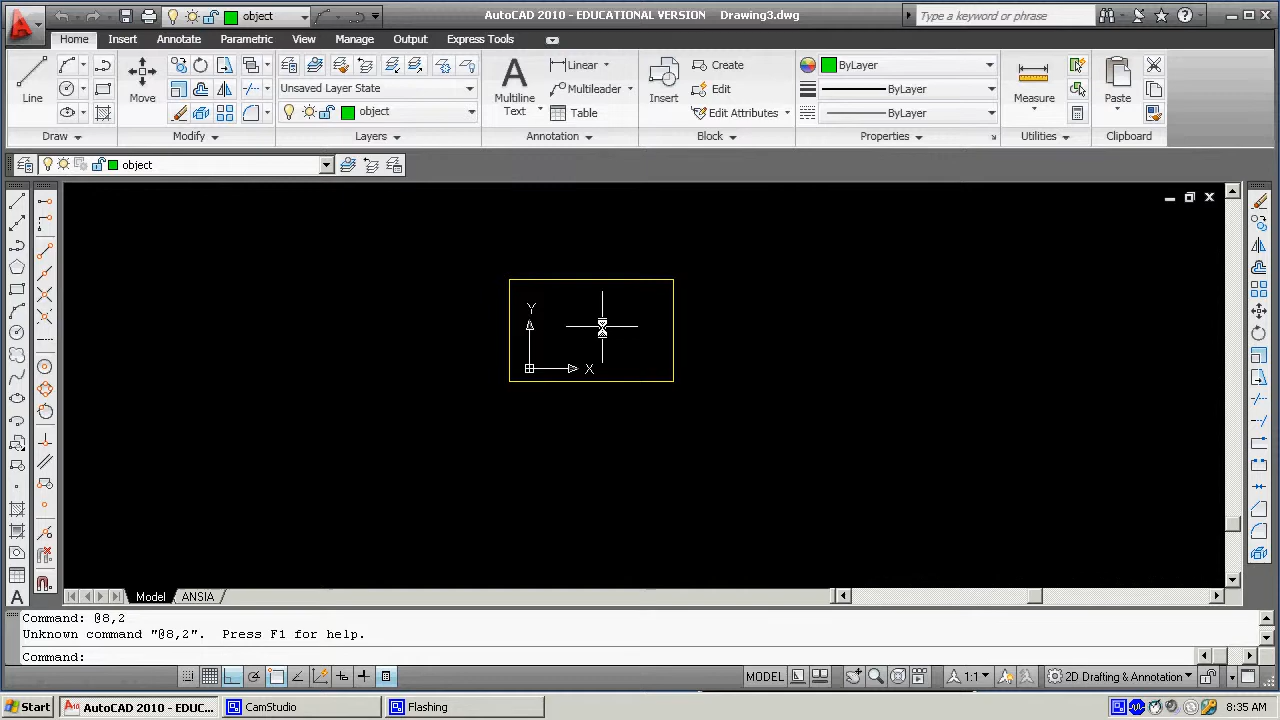 object
AutoCAD 2010 - EDUCATIONAL VERSION Drawing3.dwg
Type a keyword or phrase
Home Insert Annotate Parametric View Manage Output Express Tools
Line
Move
Unsaved Layer State
object
Multiline
Text
Linear
Multileader
Table
Insert
Create
Edit
Edit Attributes
ByLayer
ByLayer
ByLayer
Measure
Paste
Draw Modify Layers Annotation Block Properties Utilities Clipboard
object
Y
X
Model ANSIA
Command: @8,2
Unknown command "@8,2". Press F1 for help.
Command:
MODEL 1:1 2D Drafting & Annotation
Start AutoCAD 2010 - EDUC... CamStudio Flashing 8:35 AM